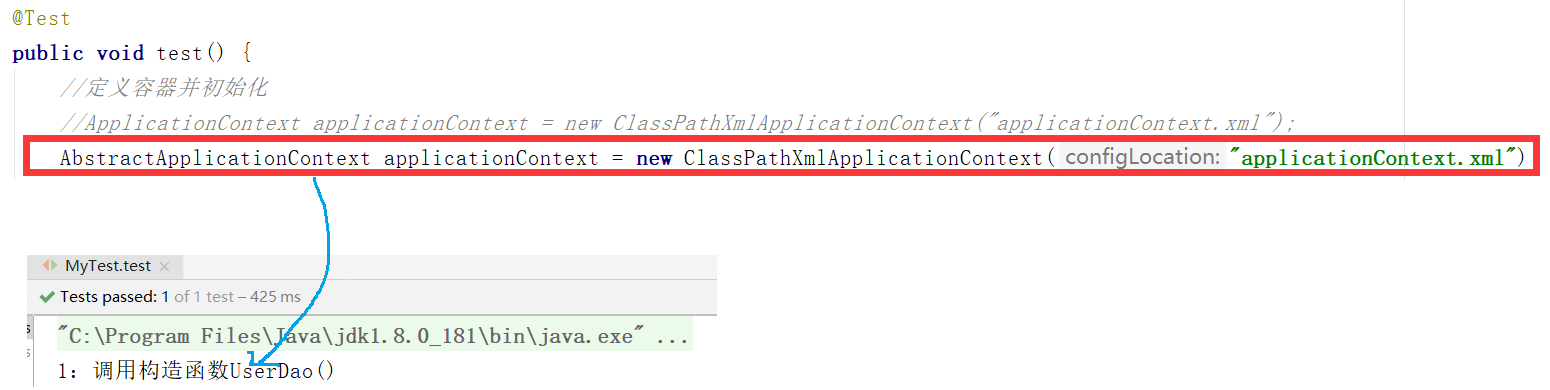 @Test
public void test() {
//定义容器并初始化
//ApplicationContext applicationContext = new ClassPathXmlApplicationContext("applicationContext.xml");
AbstractApplicationContext applicationContext = new ClassPathXmlApplicationContext( configLocation: "applicationContext.xml")
MyTest.test ×
Tests passed: 1 of 1 test – 425 ms
"C:\Program Files\Java\jdk1.8.0_181\bin\java.exe" ...
1：调用构造函数UserDao()